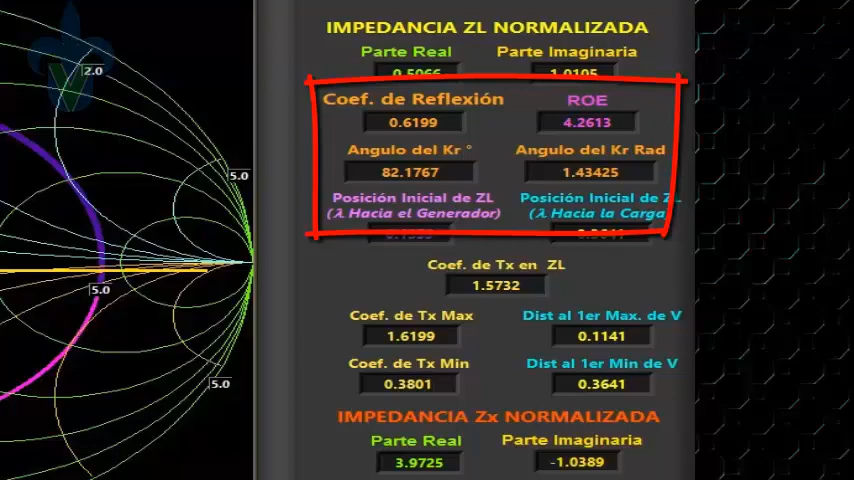 IMPEDANCIA ZL NORMALIZADA
Parte Real Parte Imaginaria
0.5066 1.0105
Coef. de Reflexión ROE
0.6199 4.2613
Angulo del Kr ° Angulo del Kr Rad
82.1767 1.43425
Posición Inicial de ZL Posición Inicial de ZL
(λ Hacia el Generador) (λ Hacia la Carga)
Coef. de Tx en ZL
1.5732
Coef. de Tx Max Dist al 1er Max. de V
1.6199 0.1141
Coef. de Tx Min Dist al 1er Min de V
0.3801 0.3641
IMPEDANCIA Zx NORMALIZADA
Parte Real Parte Imaginaria
3.9725 -1.0389
2.0
5.0
5.0
5.0